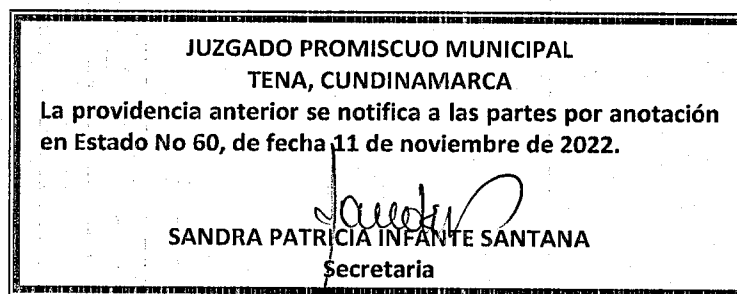 JUZGADO PROMISCUO MUNICIPAL
TENA, CUNDINAMARCA
La providencia anterior se notifica a las partes por anotación
en Estado No 60, de fecha 11 de noviembre de 2022.
SANDRA PATRICIA INFANTE SANTANA
Secretaria